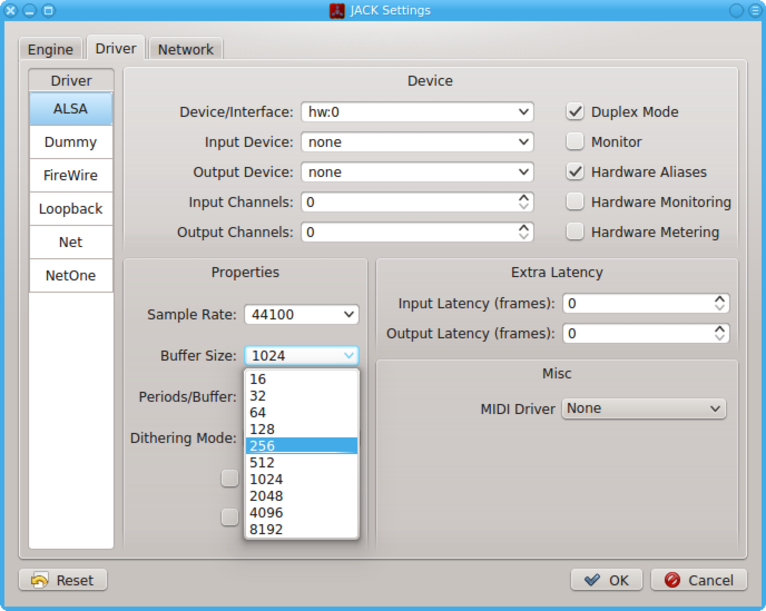 JACK Settings
Engine Driver Network
Driver
ALSA
Dummy
FireWire
Loopback
Net
NetOne
Device
Device/Interface: hw:0
Duplex Mode
Input Device: none
Monitor
Output Device: none
Hardware Aliases
Input Channels: 0
Hardware Monitoring
Output Channels: 0
Hardware Metering
Properties
Sample Rate: 44100
Buffer Size: 1024
16
32
64
128
256
512
1024
2048
4096
8192
Periods/Buffer:
Dithering Mode:
Extra Latency
Input Latency (frames): 0
Output Latency (frames): 0
Misc
MIDI Driver None
Reset
OK
Cancel